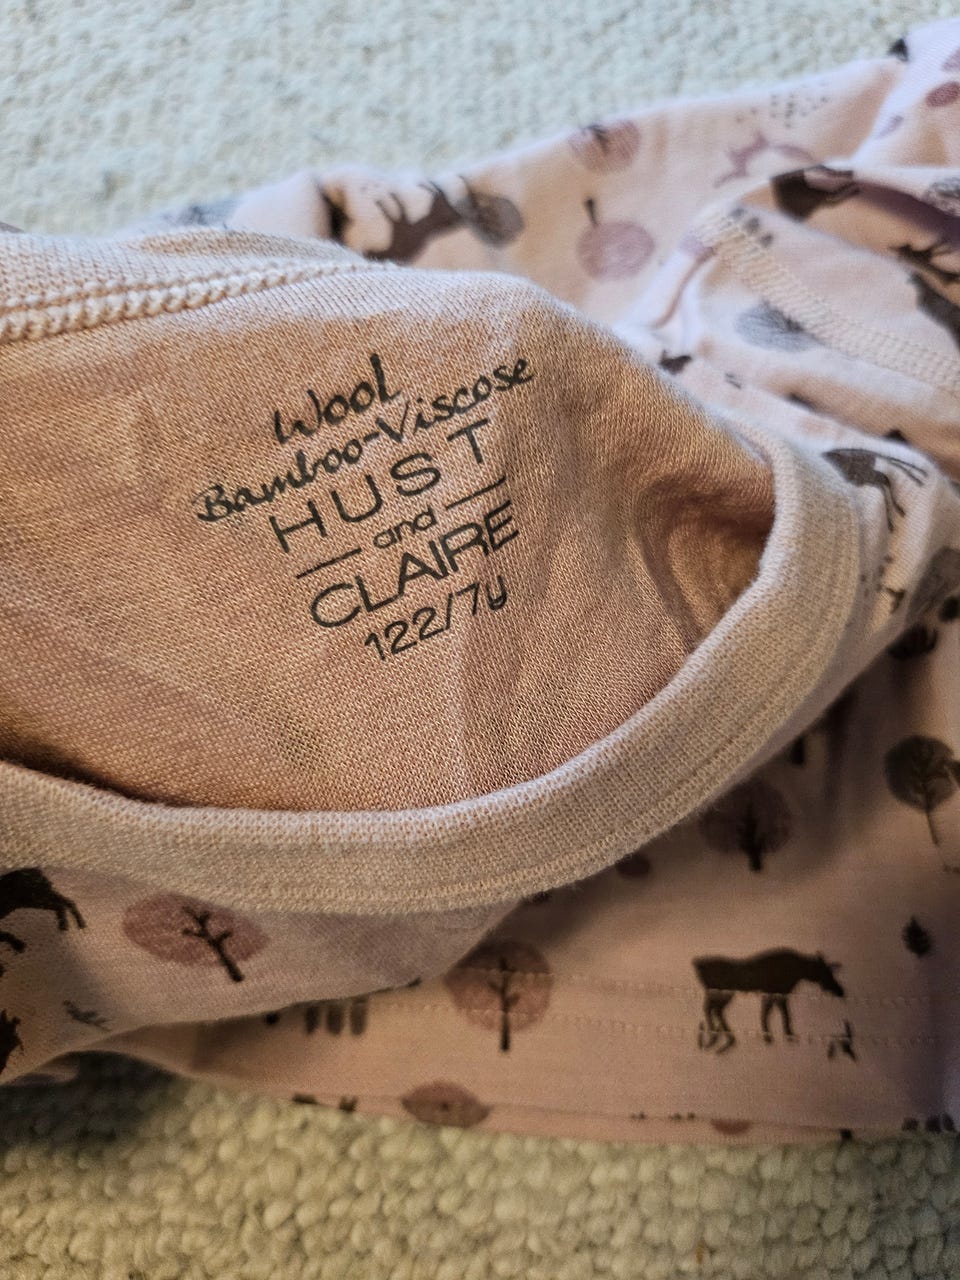 Wool
Bamboo-Viscose
HUST
and
CLAIRE
122/7y